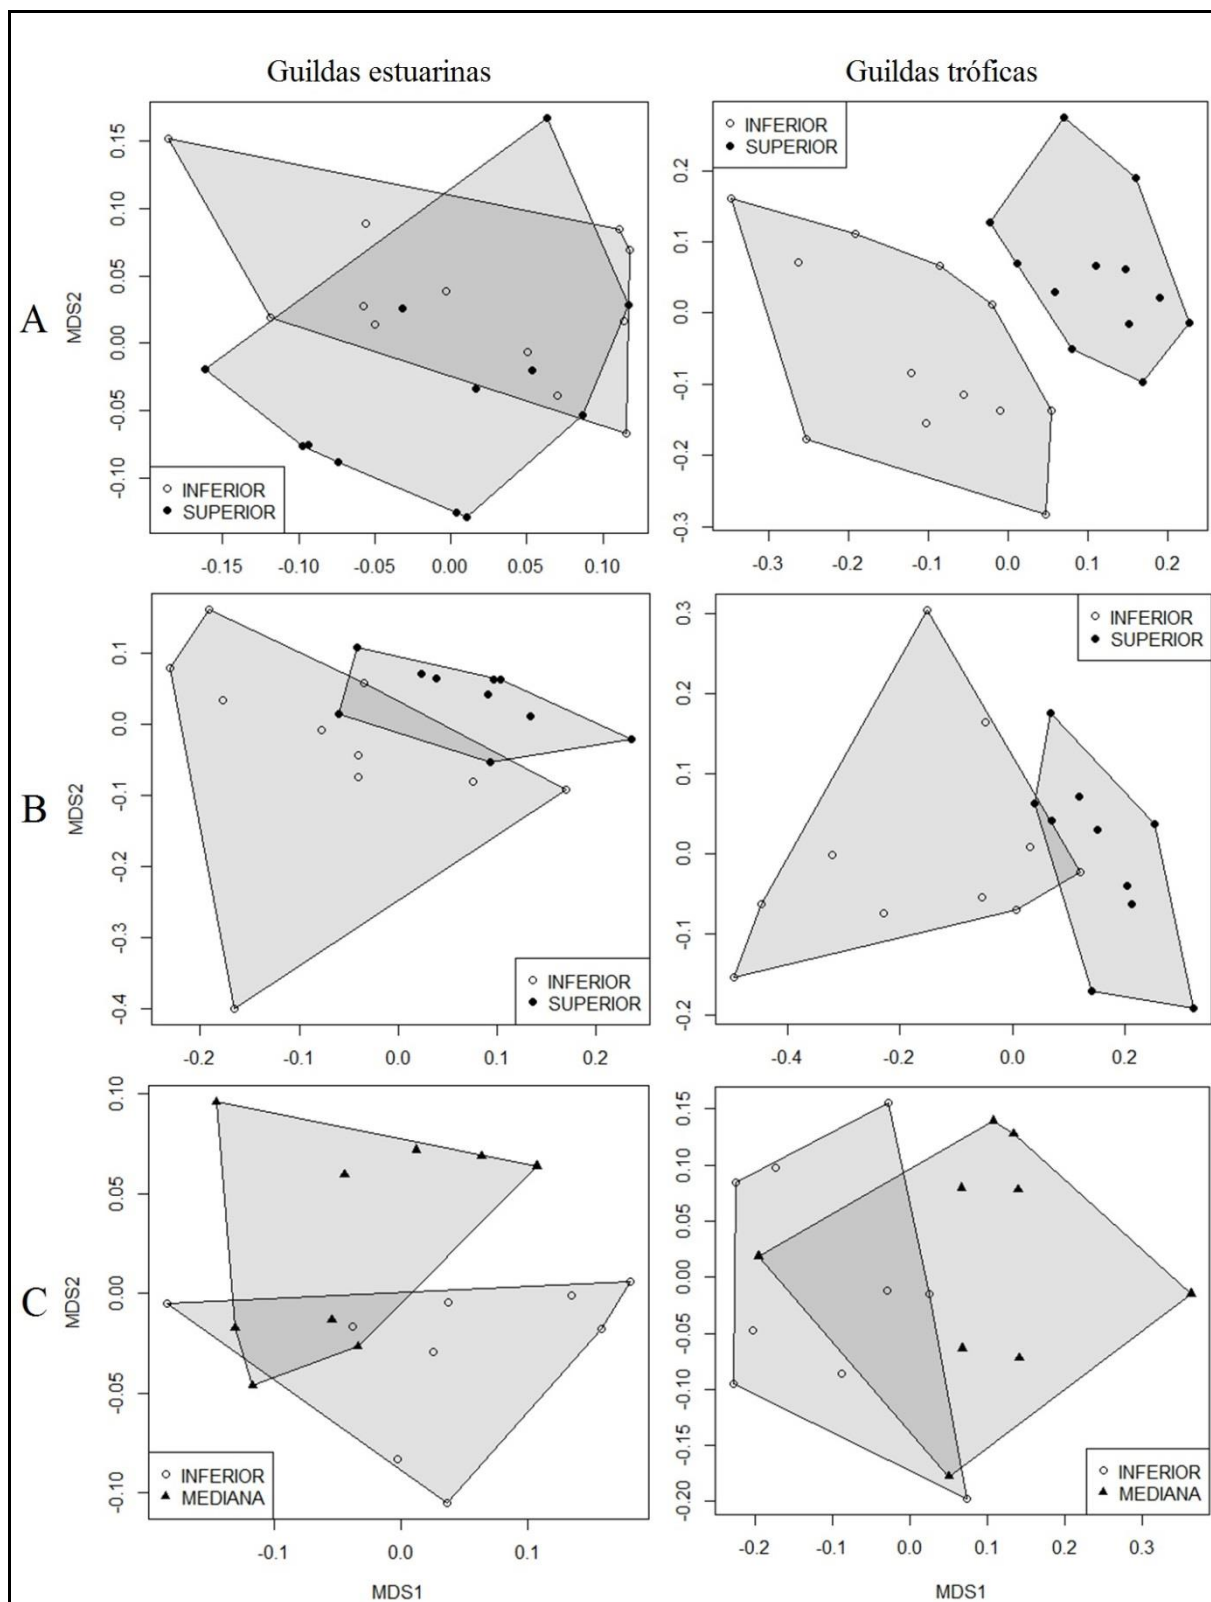 Guildas estuarinas
Guildas tróficas
A
MDS2
0.15
0.10
0.05
0.00
-0.05
-0.10
INFERIOR
SUPERIOR
-0.15 -0.10 -0.05 0.00 0.05 0.10
INFERIOR
SUPERIOR
0.2
0.1
0.0
-0.1
-0.2
-0.3
-0.3 -0.2 -0.1 0.0 0.1 0.2
B
MDS2
0.1
0.0
-0.1
-0.2
-0.3
-0.4
INFERIOR
SUPERIOR
-0.2 -0.1 0.0 0.1 0.2
INFERIOR
SUPERIOR
0.3
0.2
0.1
0.0
-0.1
-0.2
-0.4 -0.2 0.0 0.2
C
MDS2
0.10
0.05
0.00
-0.05
-0.10
INFERIOR
MEDIANA
-0.1 0.0 0.1
MDS1
0.15
0.10
0.05
0.00
-0.05
-0.10
-0.15
-0.20
INFERIOR
MEDIANA
-0.2 -0.1 0.0 0.1 0.2 0.3
MDS1